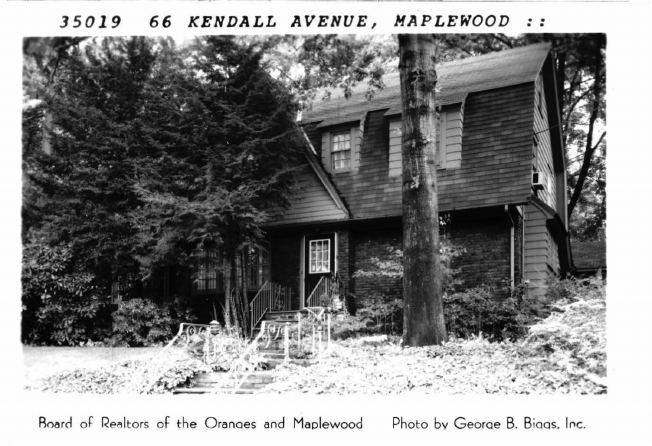 35019 66 KENDALL AVENUE, MAPLEWOOD ::
Board of Realtors of the Oranges and Maplewood Photo by George B. Biggs, Inc.